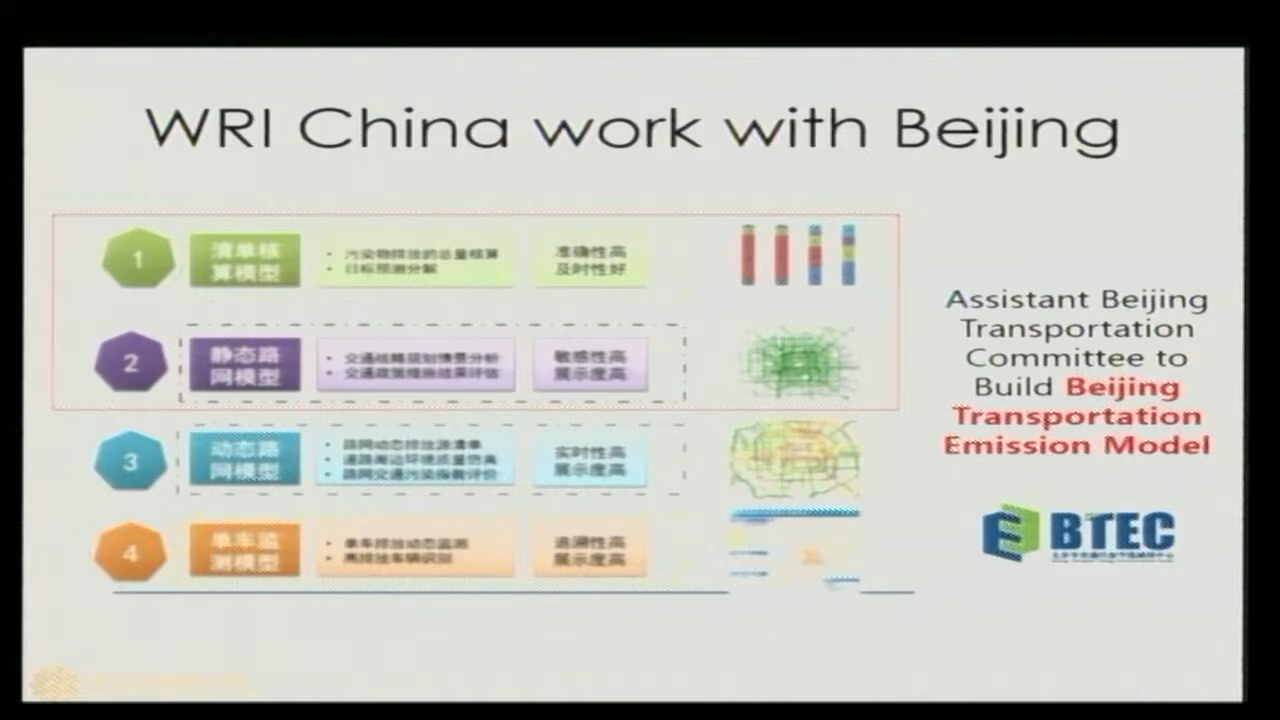 WRI China work with Beijing
1
清单核
算模型
• 污染物排放的总量核算
• 目标预测分解
准确性高
及时性好
2
静态路
网模型
• 交通战略规划情景分析
• 交通政策措施效果评估
敏感性高
展示度高
3
动态路
网模型
• 路网动态排放源清单
• 道路周边环境质量仿真
• 路网交通污染指数评价
实时性高
展示度高
4
单车监
测模型
• 单车排放动态监测
• 高排放车辆识别
追溯性高
展示度高
Assistant Beijing
Transportation
Committee to
Build Beijing
Transportation
Emission Model
BTEC